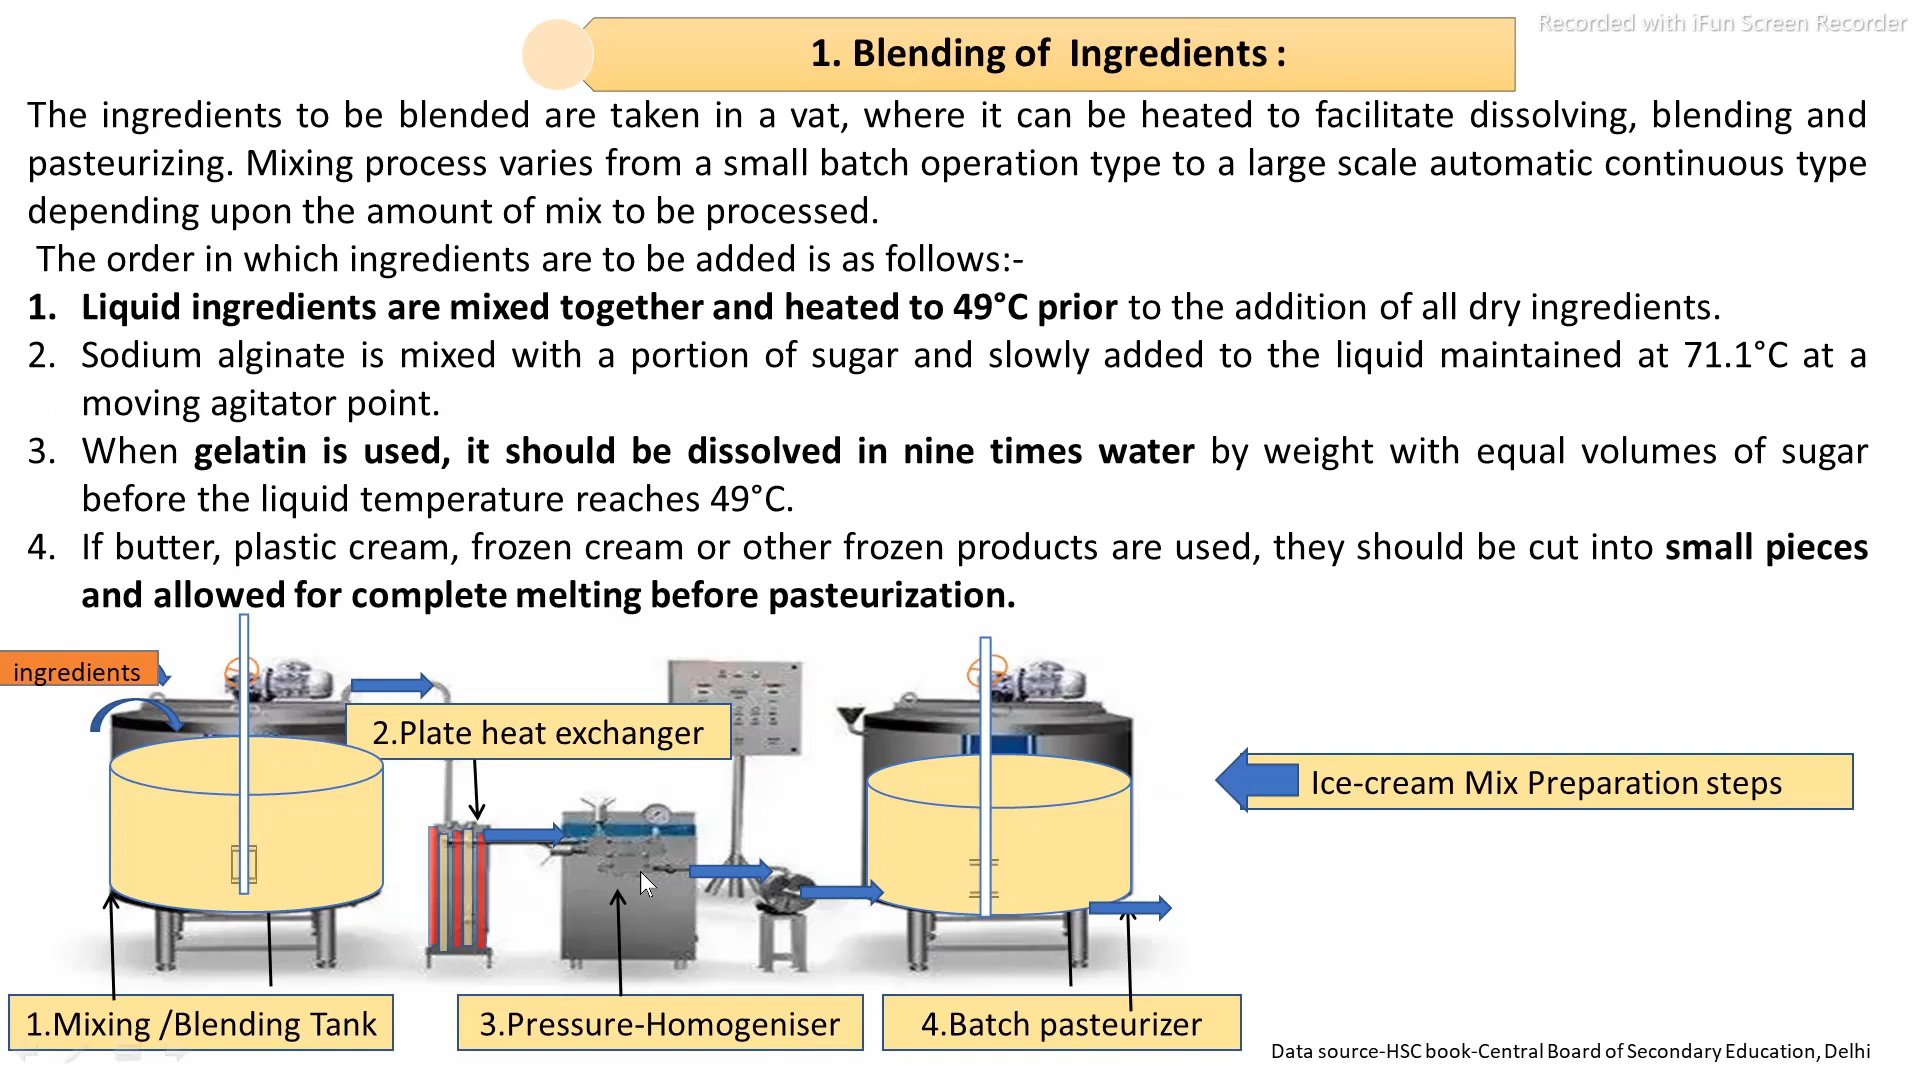 Recorded with iFun Screen Recorder
1. Blending of Ingredients :
The ingredients to be blended are taken in a vat, where it can be heated to facilitate dissolving, blending and
pasteurizing. Mixing process varies from a small batch operation type to a large scale automatic continuous type
depending upon the amount of mix to be processed.
The order in which ingredients are to be added is as follows:-
1. Liquid ingredients are mixed together and heated to 49°C prior to the addition of all dry ingredients.
2. Sodium alginate is mixed with a portion of sugar and slowly added to the liquid maintained at 71.1°C at a
moving agitator point.
3. When gelatin is used, it should be dissolved in nine times water by weight with equal volumes of sugar
before the liquid temperature reaches 49°C.
4. If butter, plastic cream, frozen cream or other frozen products are used, they should be cut into small pieces
and allowed for complete melting before pasteurization.
ingredients
2.Plate heat exchanger
Ice-cream Mix Preparation steps
1.Mixing /Blending Tank
3.Pressure-Homogeniser
4.Batch pasteurizer
Data source-HSC book-Central Board of Secondary Education, Delhi